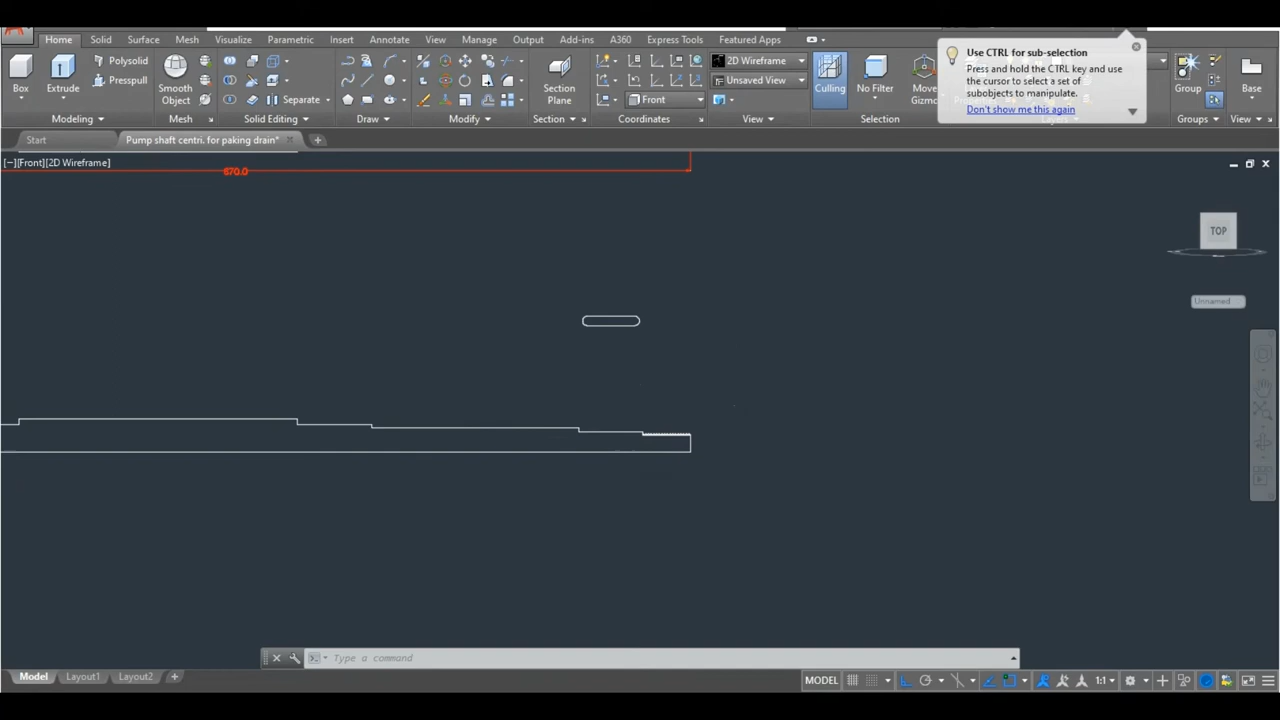 Home Solid Surface Mesh Visualize Parametric Insert Annotate View Manage Output Add-ins A360 Express Tools Featured Apps
Use CTRL for sub-selection
Press and hold the CTRL key and use
the cursor to select a set of
subobjects to manipulate.
Don't show me this again
Polysolid
Presspull
Box Extrude
Smooth
Object
Separate
Section
Plane
Front
2D Wireframe
Unsaved View
Culling No Filter
Move
Gizmo
Group
Base
Modeling Mesh Solid Editing Draw Modify Section Coordinates View Selection Groups View
Start Pump shaft centri. for paking drain*
[−][Front][2D Wireframe]
670.0
TOP
Unnamed
Type a command
Model Layout1 Layout2
MODEL 1:1